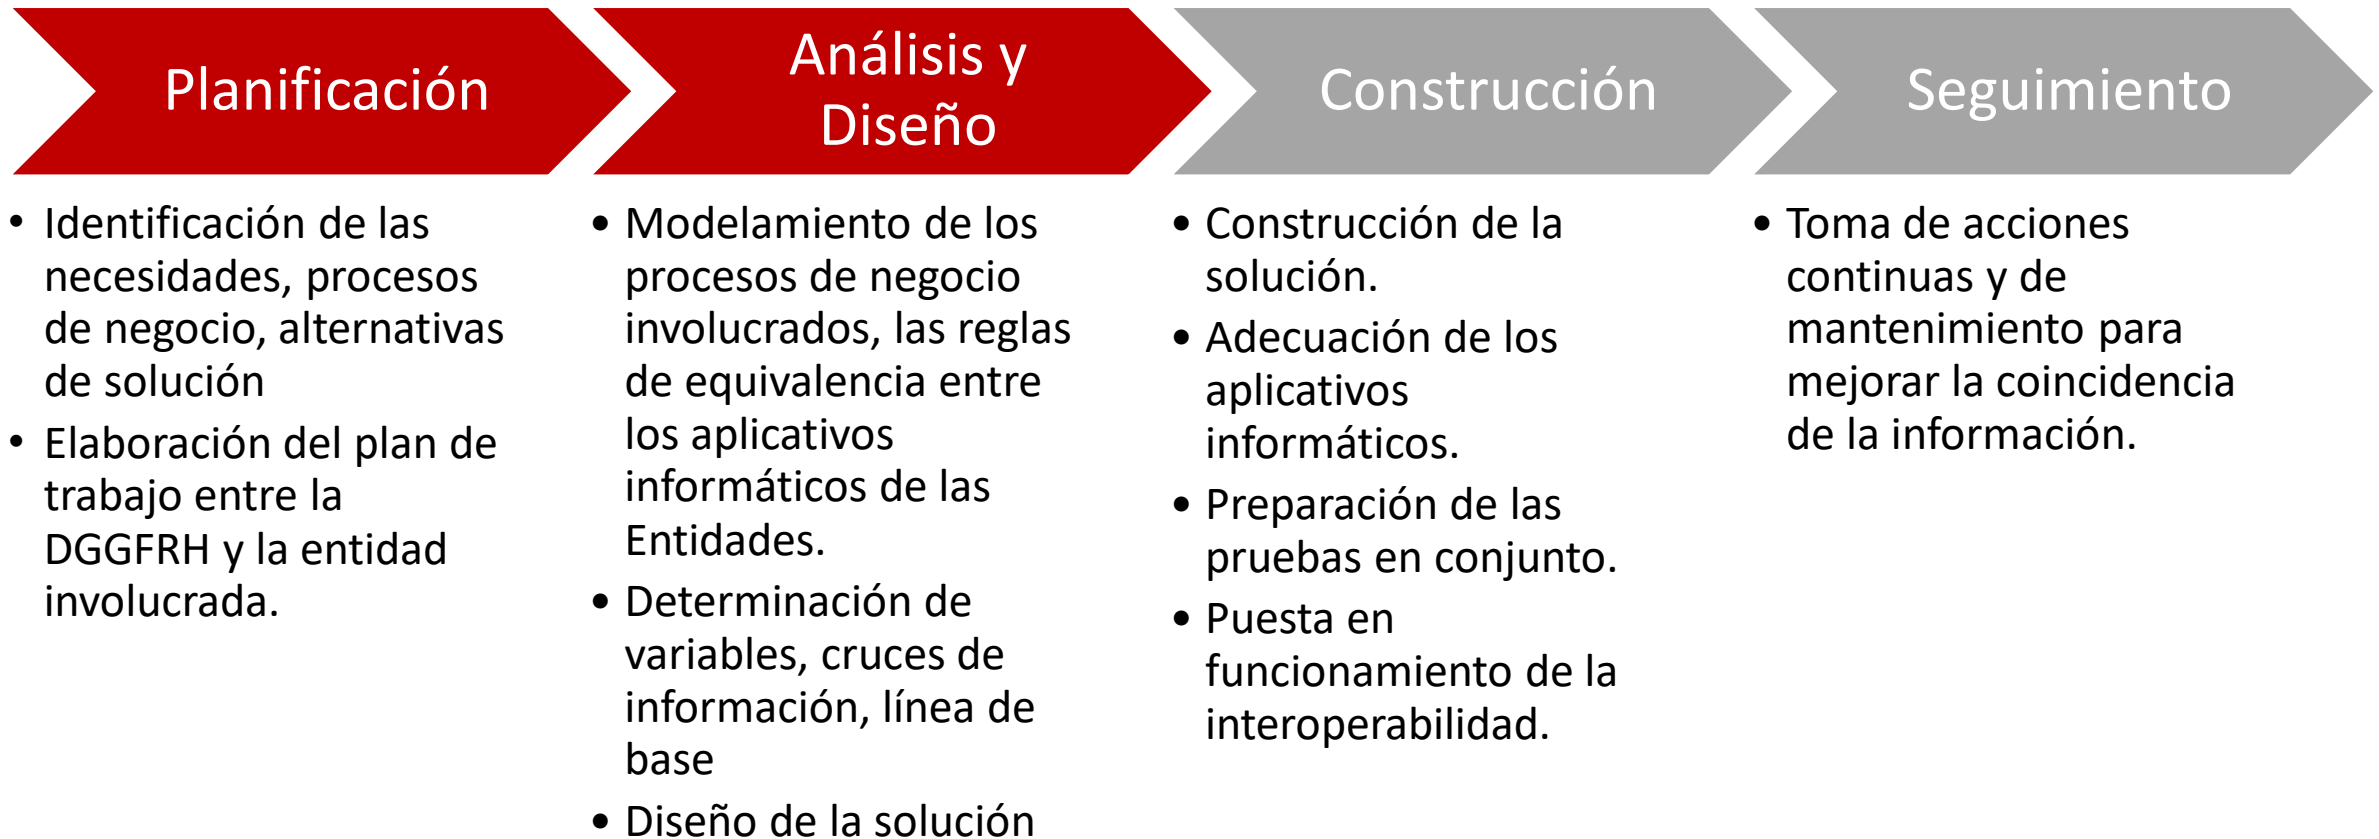 Planificación
• Identificación de las
necesidades, procesos
de negocio, alternativas
de solución
• Elaboración del plan de
trabajo entre la
DGGFRH y la entidad
involucrada.
Análisis y
Diseño
• Modelamiento de los
procesos de negocio
involucrados, las reglas
de equivalencia entre
los aplicativos
informáticos de las
Entidades.
• Determinación de
variables, cruces de
información, línea de
base
• Diseño de la solución
Construcción
• Construcción de la
solución.
• Adecuación de los
aplicativos
informáticos.
• Preparación de las
pruebas en conjunto.
• Puesta en
funcionamiento de la
interoperabilidad.
Seguimiento
• Toma de acciones
continuas y de
mantenimiento para
mejorar la coincidencia
de la información.